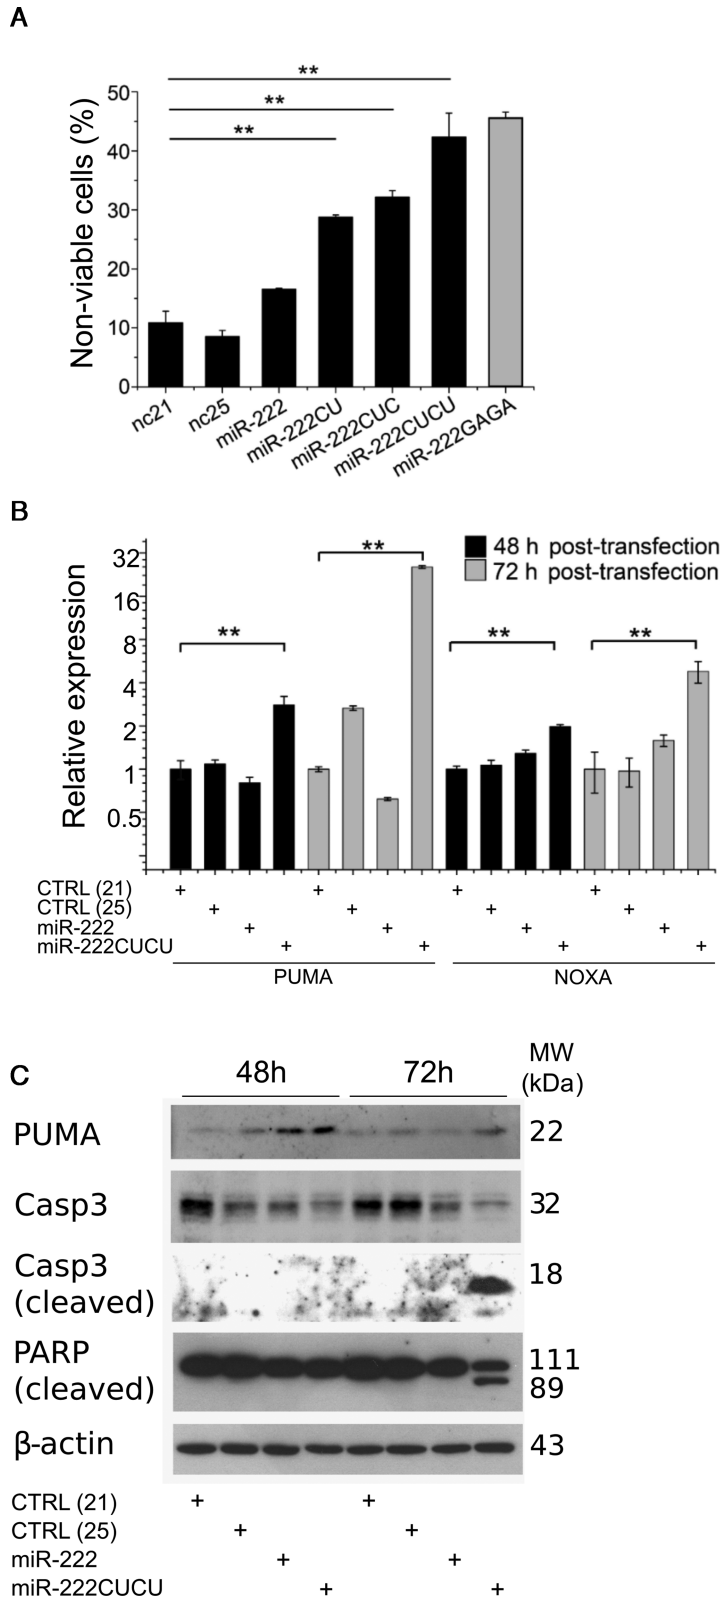 A
**
**
**
Non-viable cells (%)
50
40
30
20
10
0
nc21 nc25 miR-222 miR-222CU miR-222CUC miR-222CUCU miR-222GAGA
B
48 h post-transfection
72 h post-transfection
** ** ** **
Relative expression
32
16
8
4
2
1
0.5
CTRL (21) + + + +
CTRL (25) + + + +
miR-222 + + + +
miR-222CUCU + + + +
PUMA NOXA
C
48h 72h MW
(kDa)
PUMA 22
Casp3 32
Casp3
(cleaved) 18
PARP
(cleaved) 111
89
β-actin 43
CTRL (21) + +
CTRL (25) + +
miR-222 + +
miR-222CUCU + +